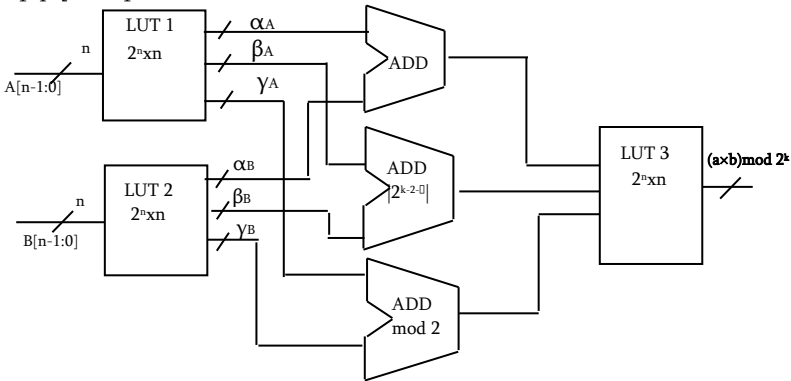 LUT 1
2ⁿxn
n
A[n-1:0]
αA
βA
γA
ADD
LUT 2
2ⁿxn
n
B[n-1:0]
αB
βB
γB
ADD
ADD
mod 2
LUT 3
2ⁿxn
(a×b)mod 2ᵏ